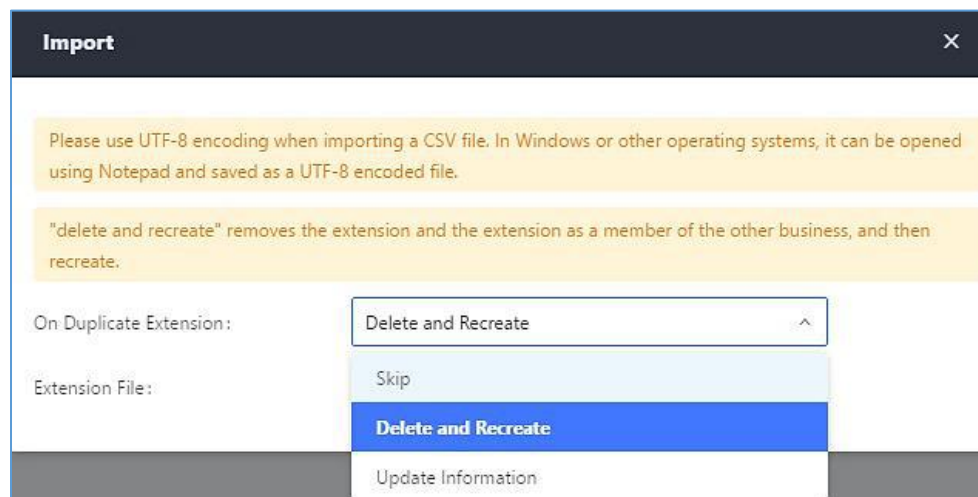 Import
Please use UTF-8 encoding when importing a CSV file. In Windows or other operating systems, it can be opened
using Notepad and saved as a UTF-8 encoded file.
"delete and recreate" removes the extension and the extension as a member of the other business, and then
recreate.
On Duplicate Extension:
Delete and Recreate
Extension File:
Skip
Delete and Recreate
Update Information